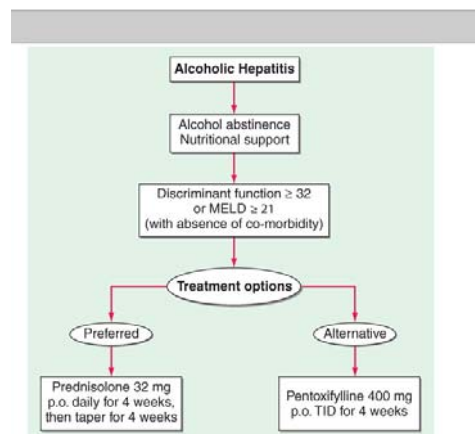 Alcoholic Hepatitis
Alcohol abstinence
Nutritional support
Discriminant function ≥ 32
or MELD ≥ 21
(with absence of co-morbidity)
Treatment options
Preferred
Alternative
Prednisolone 32 mg
p.o. daily for 4 weeks,
then taper for 4 weeks
Pentoxifylline 400 mg
p.o. TID for 4 weeks